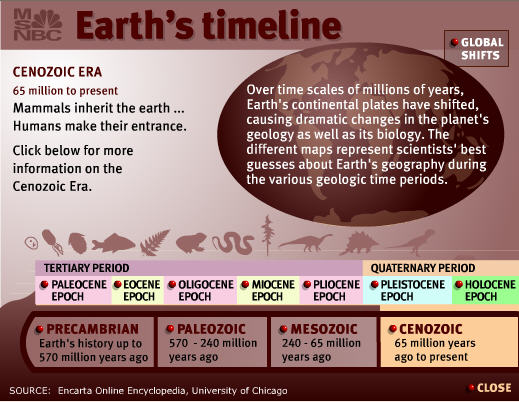 MSNBC
Earth's timeline
GLOBAL
SHIFTS
CENOZOIC ERA
65 million to present
Mammals inherit the earth ...
Humans make their entrance.
Click below for more
information on the
Cenozoic Era.
Over time scales of millions of years,
Earth's continental plates have shifted,
causing dramatic changes in the planet's
geology as well as its biology. The
different maps represent scientists' best
guesses about Earth's geography during
the various geologic time periods.
TERTIARY PERIOD
QUATERNARY PERIOD
PALEOCENE
EPOCH
EOCENE
EPOCH
OLIGOCENE
EPOCH
MIOCENE
EPOCH
PLIOCENE
EPOCH
PLEISTOCENE
EPOCH
HOLOCENE
EPOCH
PRECAMBRIAN
Earth's history up to
570 million years ago
PALEOZOIC
570 - 240 million
years ago
MESOZOIC
240 - 65 million
years ago
CENOZOIC
65 million years
ago to present
SOURCE: Encarta Online Encyclopedia, University of Chicago
CLOSE